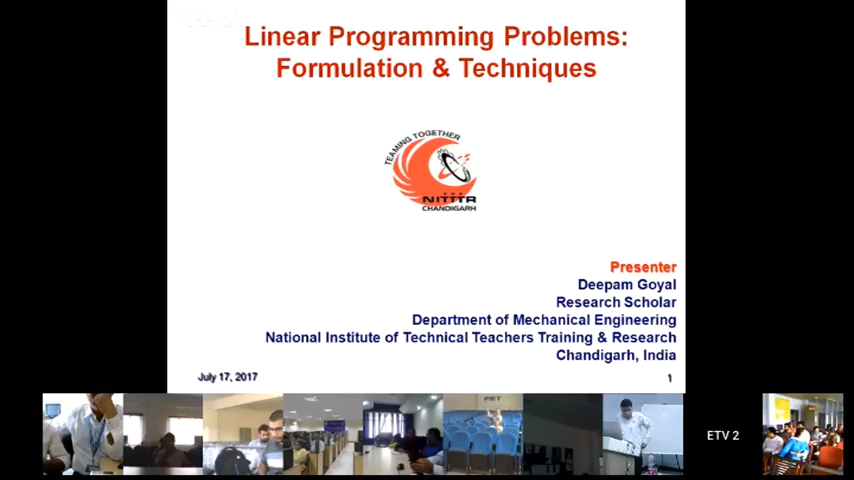 Linear Programming Problems:
Formulation & Techniques
TEAMING TOGETHER
NITTTR
CHANDIGARH
Presenter
Deepam Goyal
Research Scholar
Department of Mechanical Engineering
National Institute of Technical Teachers Training & Research
Chandigarh, India
July 17, 2017
1
PIET
ETV 2